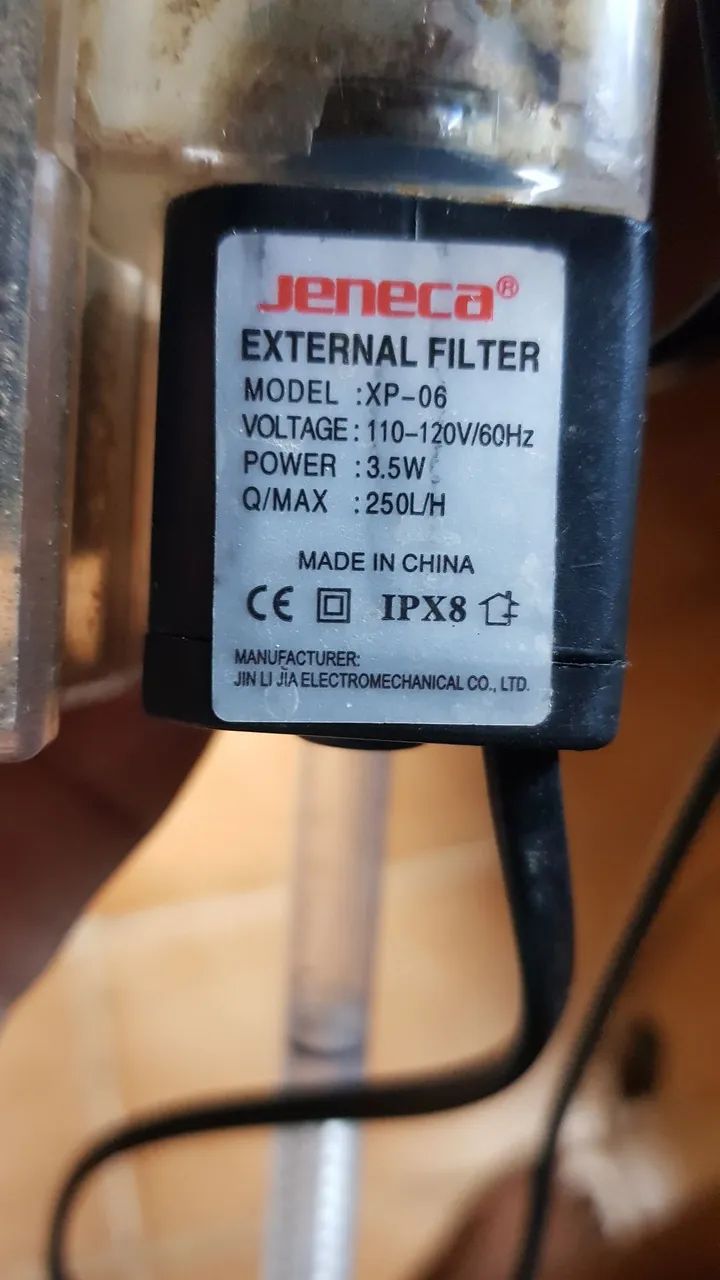 Jeneca®
EXTERNAL FILTER
MODEL :XP-06
VOLTAGE : 110-120V/60Hz
POWER : 3.5W
Q/MAX : 250L/H
MADE IN CHINA
CE IPX8
MANUFACTURER:
JIN LI JIA ELECTROMECHANICAL CO., LTD.